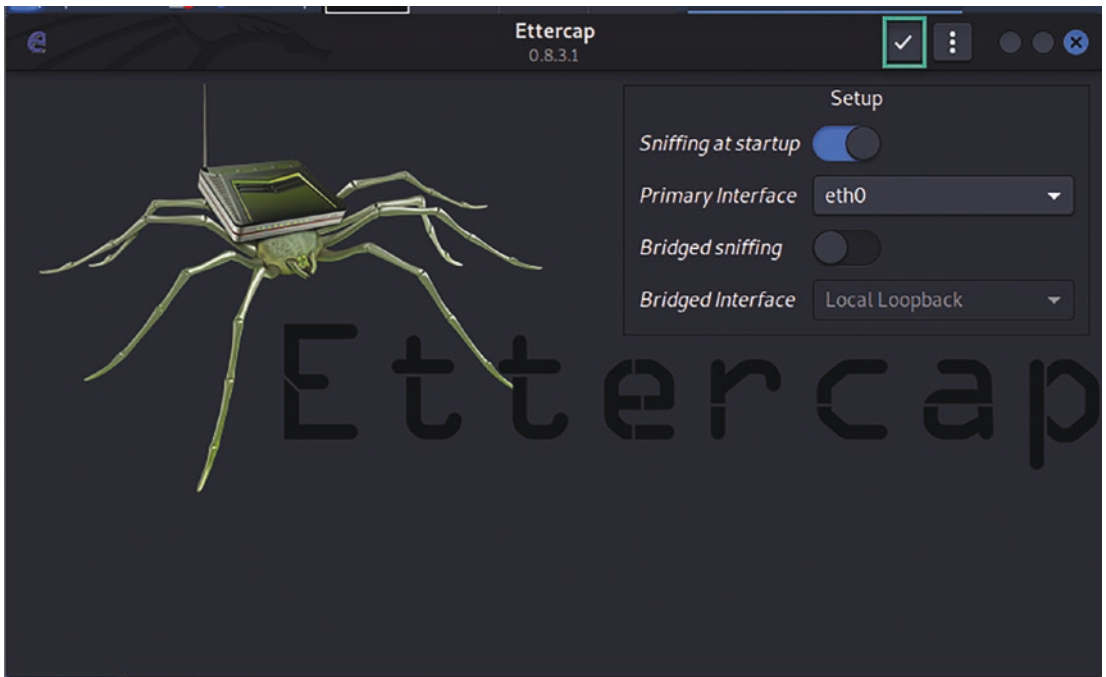 Ettercap
0.8.3.1
Setup
Sniffing at startup
Primary Interface eth0
Bridged sniffing
Bridged Interface Local Loopback
Ettercap